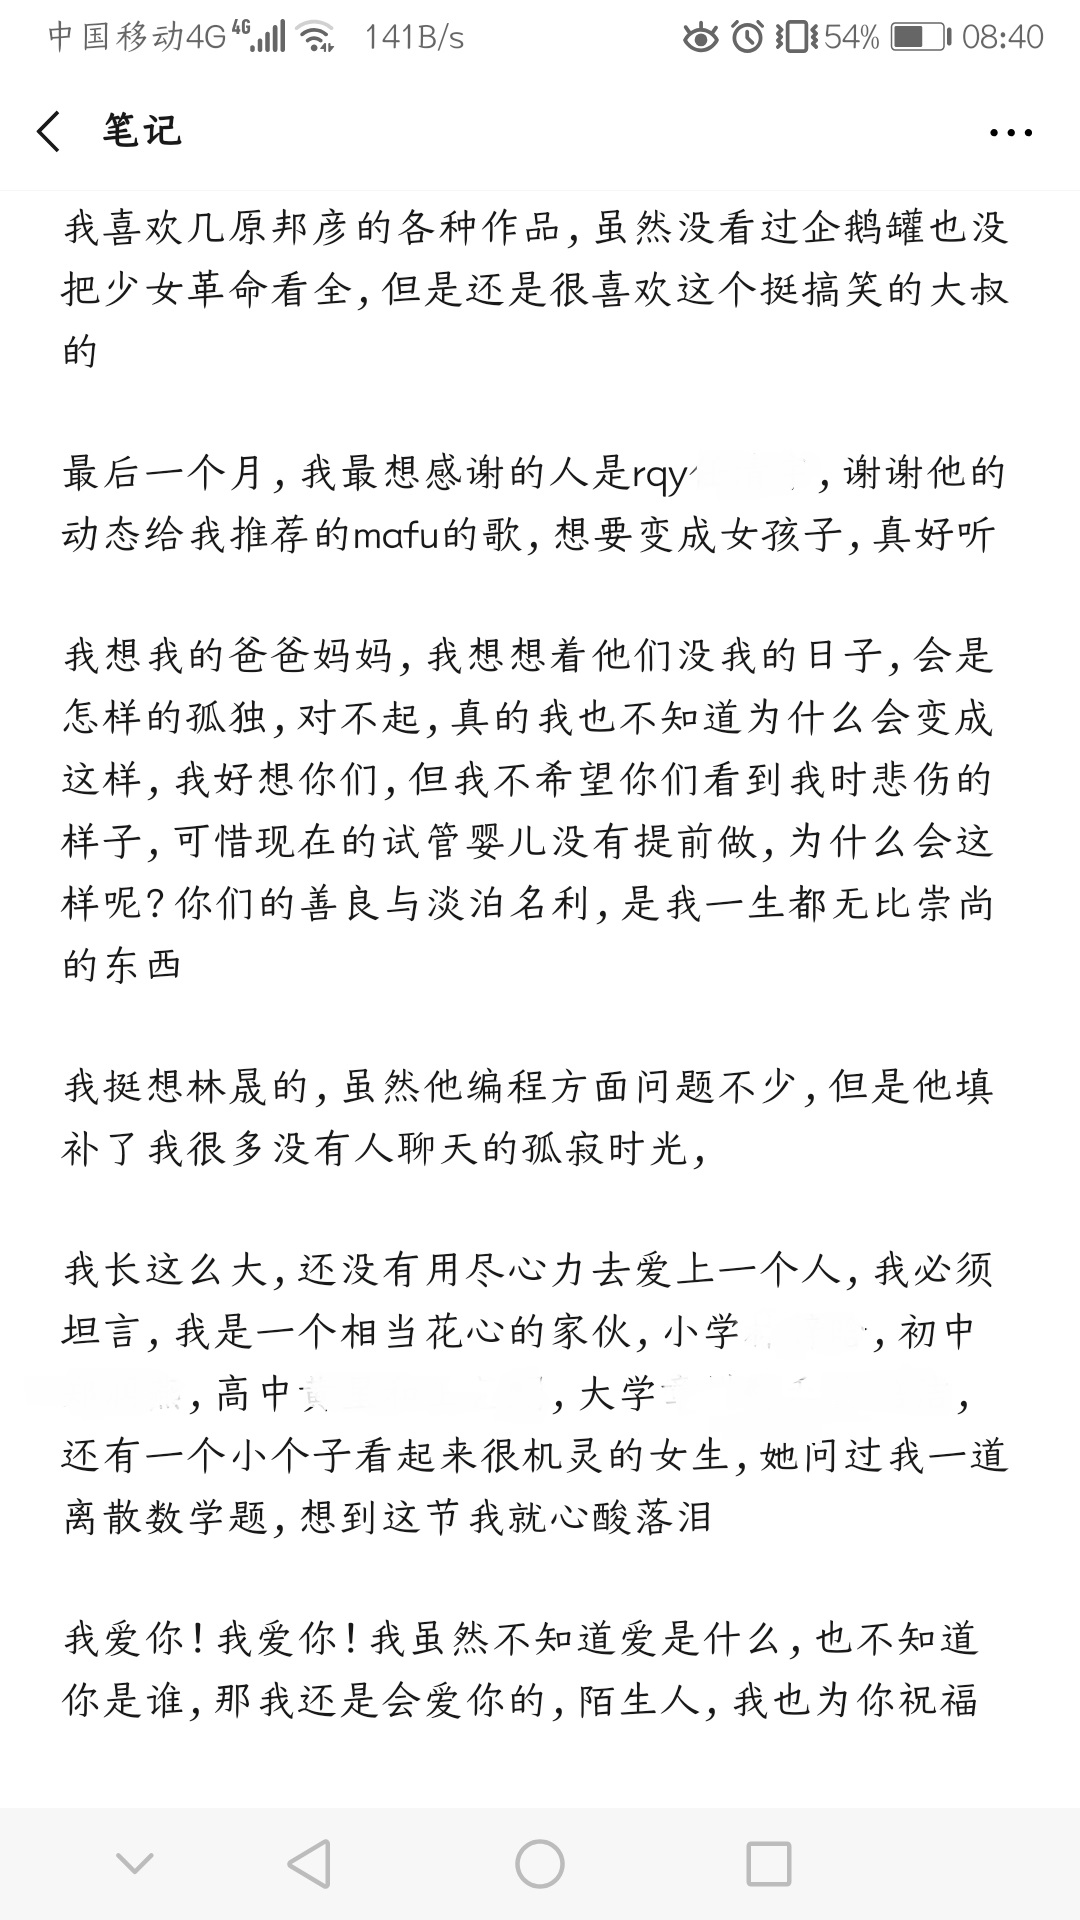 中国移动4G 4G 141B/s 54% 08:40
笔记
我喜欢几原邦彦的各种作品,虽然没看过企鹅罐也没
把少女革命看全,但是还是很喜欢这个挺搞笑的大叔
的
最后一个月,我最想感谢的人是rqy ,谢谢他的
动态给我推荐的mafu的歌,想要变成女孩子,真好听
我想我的爸爸妈妈,我想想着他们没我的日子,会是
怎样的孤独,对不起,真的我也不知道为什么会变成
这样,我好想你们,但我不希望你们看到我时悲伤的
样子,可惜现在的试管婴儿没有提前做,为什么会这
样呢?你们的善良与淡泊名利,是我一生都无比崇尚
的东西
我挺想林晟的,虽然他编程方面问题不少,但是他填
补了我很多没有人聊天的孤寂时光,
我长这么大,还没有用尽心力去爱上一个人,我必须
坦言,我是一个相当花心的家伙,小学 ,初中
,高中 ,大学 ,
还有一个小个子看起来很机灵的女生,她问过我一道
离散数学题,想到这节我就心酸落泪
我爱你!我爱你!我虽然不知道爱是什么,也不知道
你是谁,那我还是会爱你的,陌生人,我也为你祝福